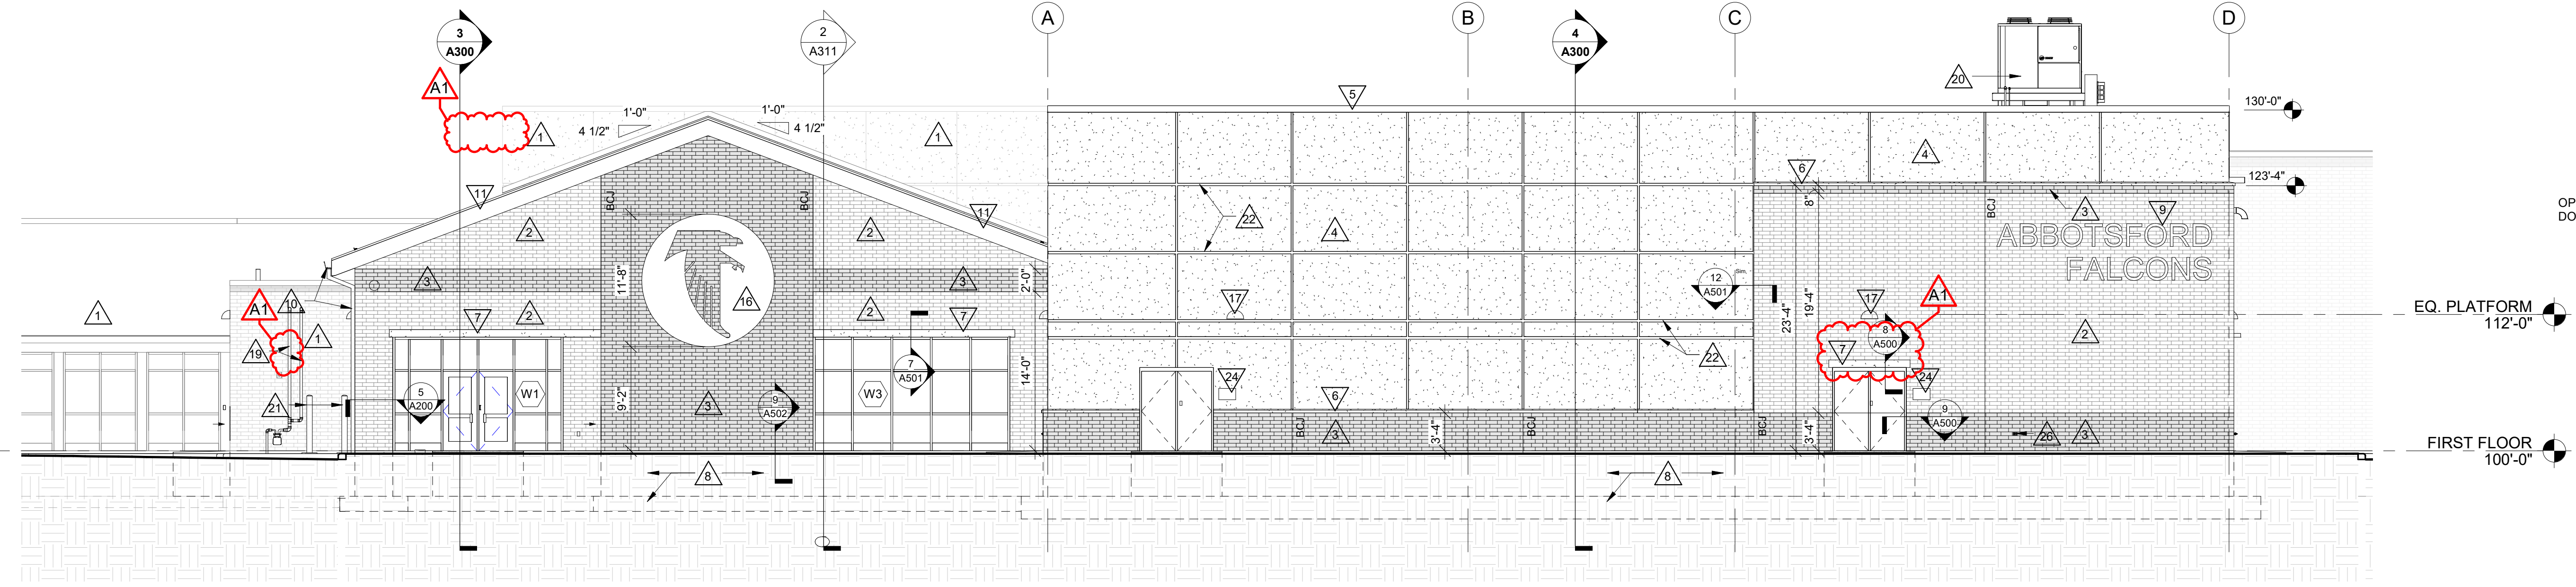 3
A300
2
A311
A
B
4
A300
C
D
A1
20
5
130'-0"
1'-0"
1'-0"
4 1/2"
4 1/2"
1
1
4
6
123'-4"
11
11
BCJ
BCJ
22
4
8"
BCJ
3
9
OP
DO
2
2
ABBOTSFORD
FALCONS
3
11'-8"
3
2'-0"
12
A501
Sim.
1
A1
10
16
17
19'-4"
17
A1
EQ. PLATFORM
112'-0"
7
2
2
7
23'-4"
2
19
1
8
A500
7
22
14'-0"
7
A501
24
24
5
A200
W1
9'-2"
3
9
A502
W3
6
21
BCJ
3
3'-4"
BCJ
BCJ
3'-4"
9
A500
26
3
FIRST FLOOR
100'-0"
8
8